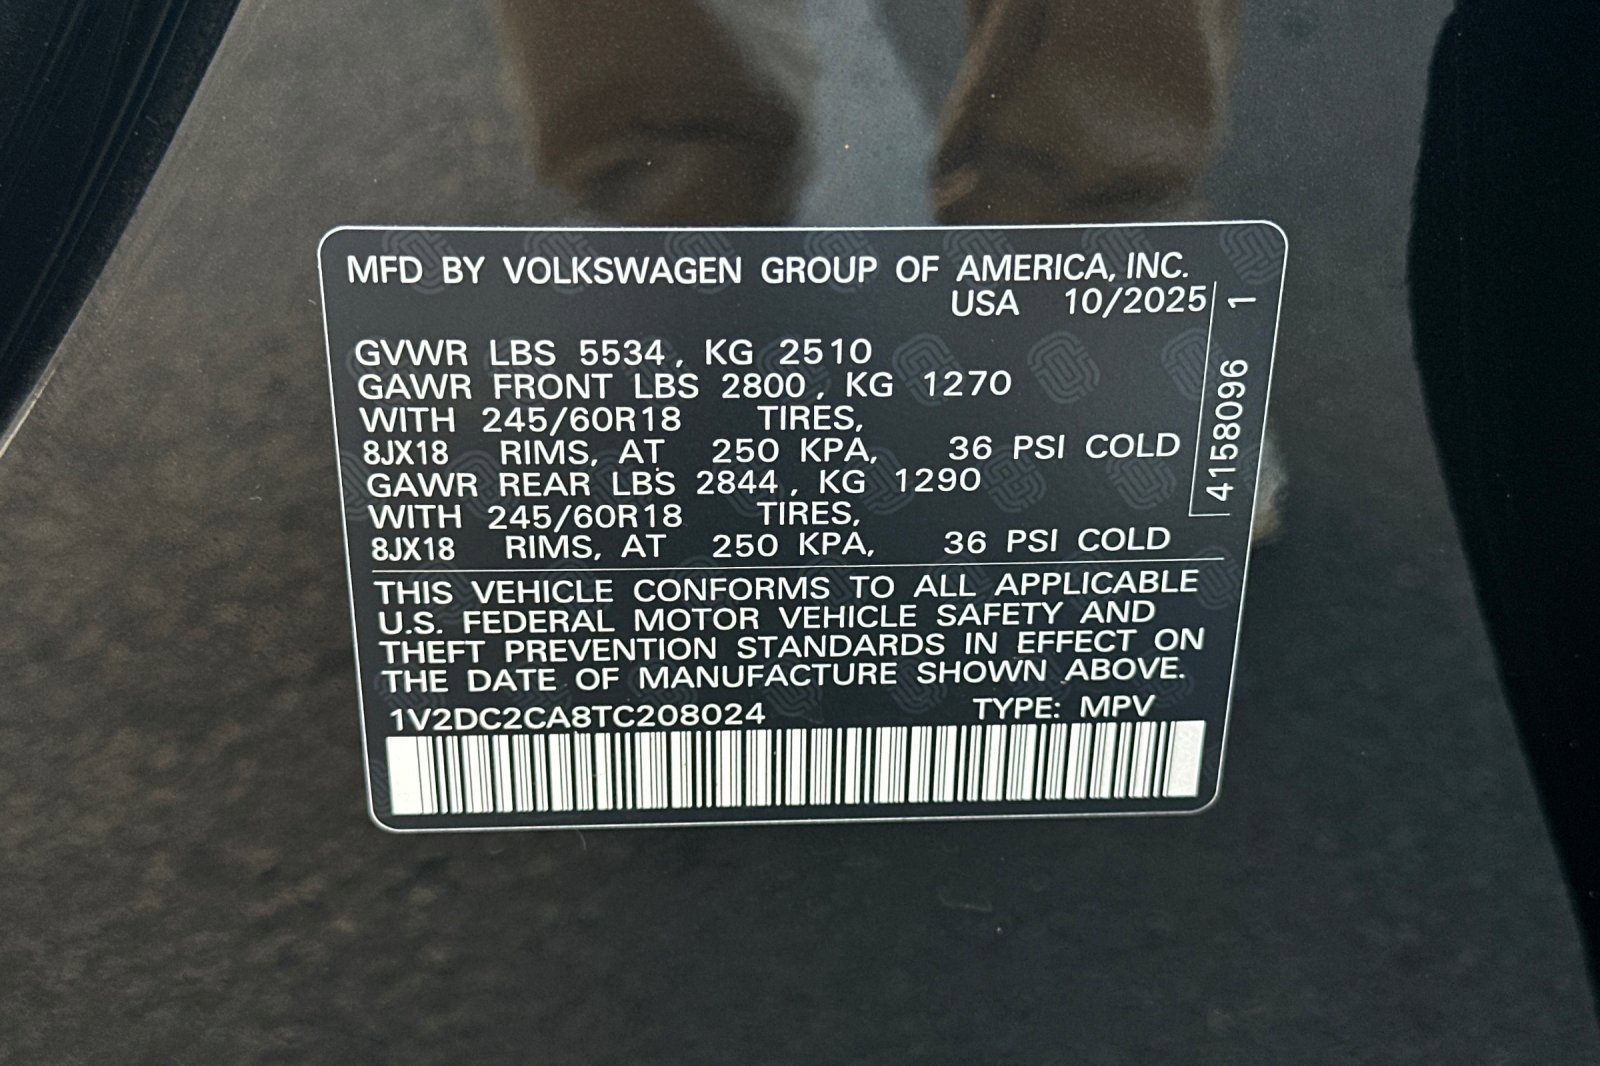 MFD BY VOLKSWAGEN GROUP OF AMERICA, INC.
USA 10/2025
GVWR LBS 5534, KG 2510
GAWR FRONT LBS 2800, KG 1270
WITH 245/60R18 TIRES,
8JX18 RIMS, AT 250 KPA, 36 PSI COLD
GAWR REAR LBS 2844, KG 1290
WITH 245/60R18 TIRES,
8JX18 RIMS, AT 250 KPA, 36 PSI COLD
THIS VEHICLE CONFORMS TO ALL APPLICABLE
U.S. FEDERAL MOTOR VEHICLE SAFETY AND
THEFT PREVENTION STANDARDS IN EFFECT ON
THE DATE OF MANUFACTURE SHOWN ABOVE.
1V2DC2CA8TC208024 TYPE: MPV
4158096 1